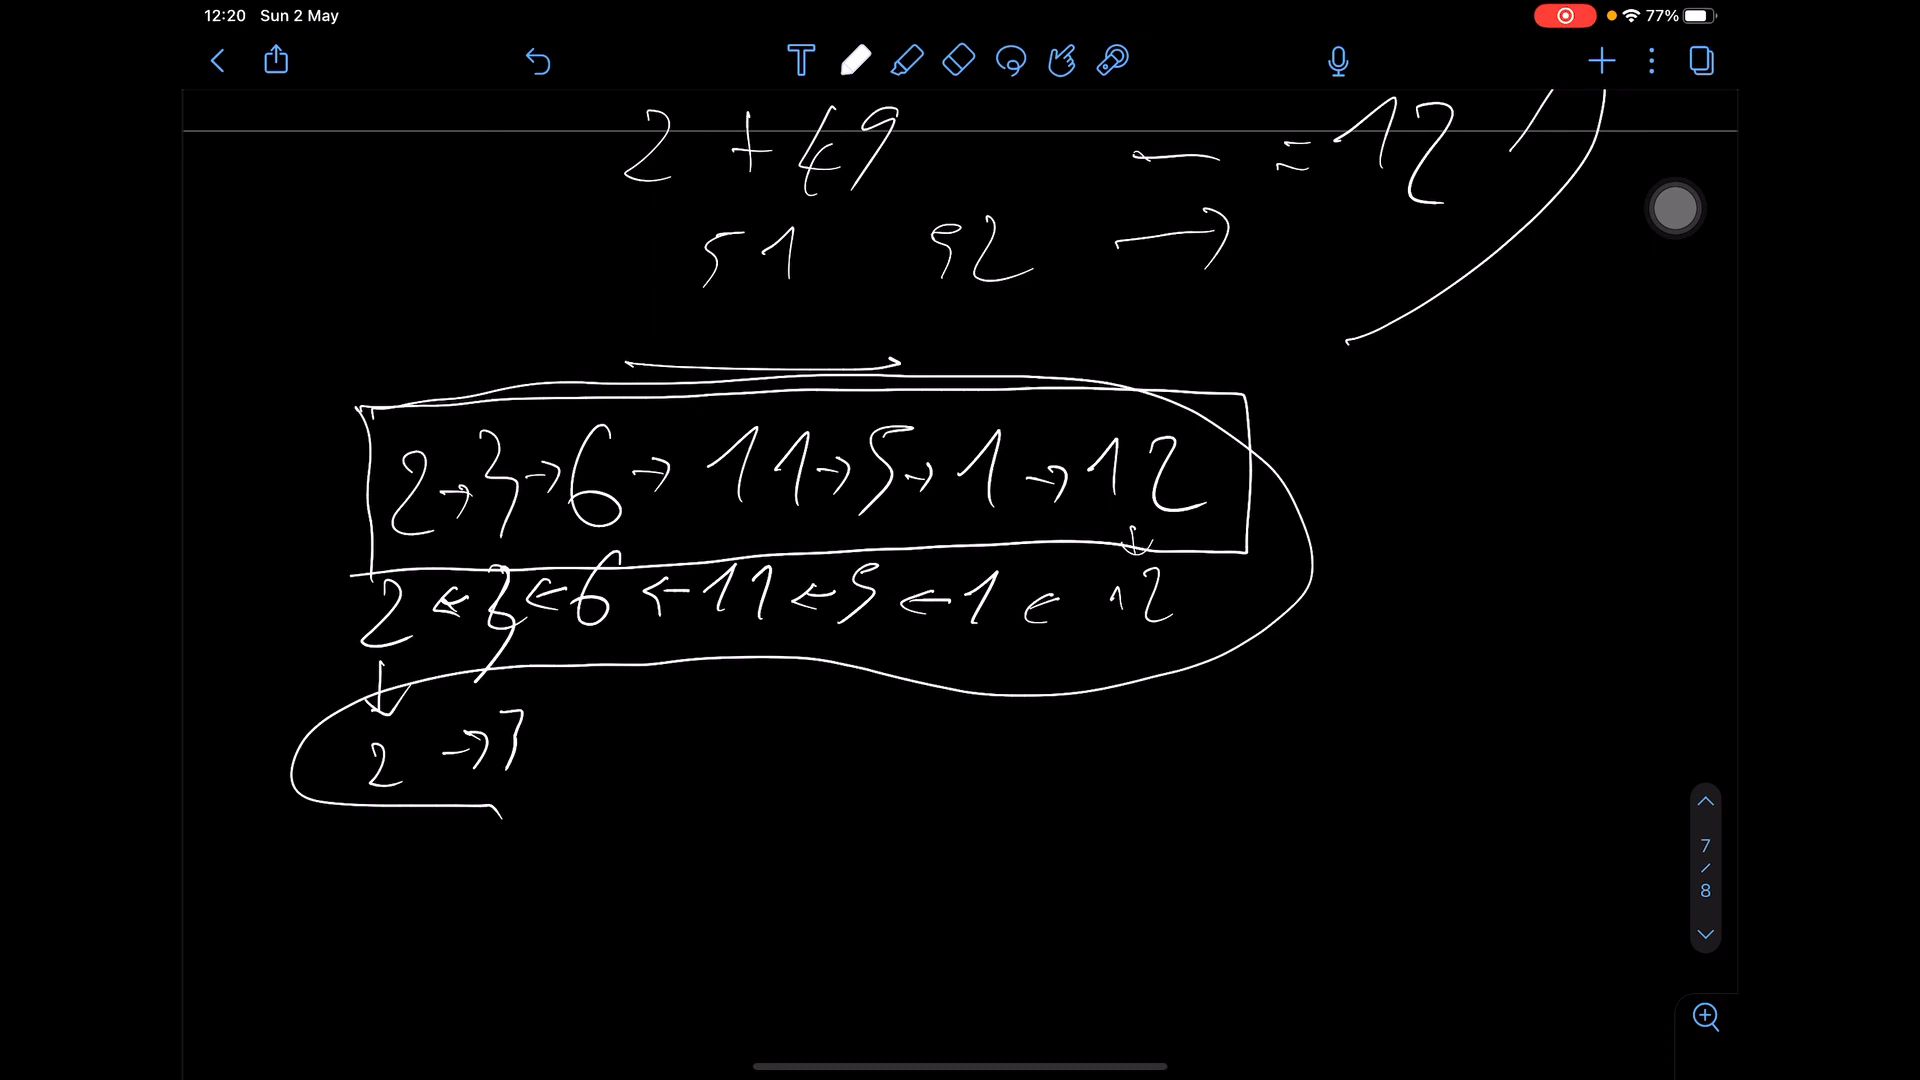 12:20 Sun 2 May 77%
2 + 49 — = 12
51 92 →
2 → 3 → 6 → 11 → 5 → 1 → 12
2 ← 3 ← 6 ← 11 ← 5 ← 1 ← 12
2 → 3
7
/
8